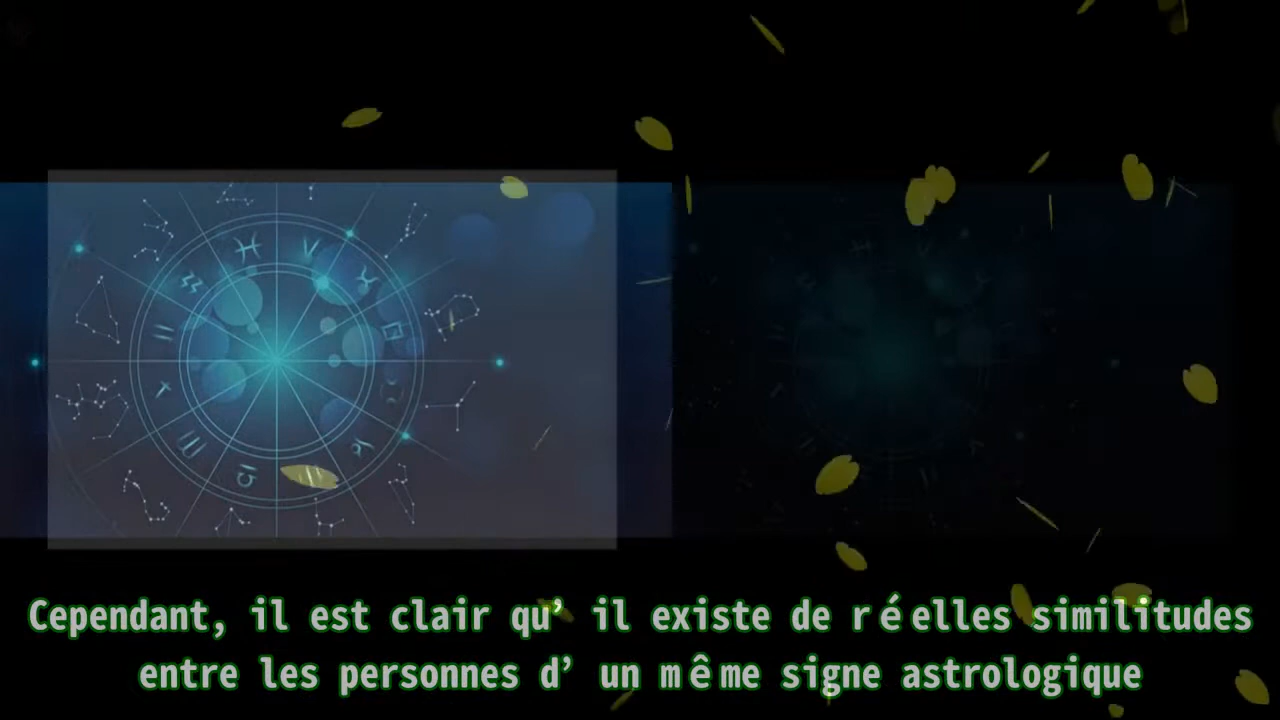 Cependant, il est clair qu’ il existe de réelles similitudes
entre les personnes d’ un même signe astrologique